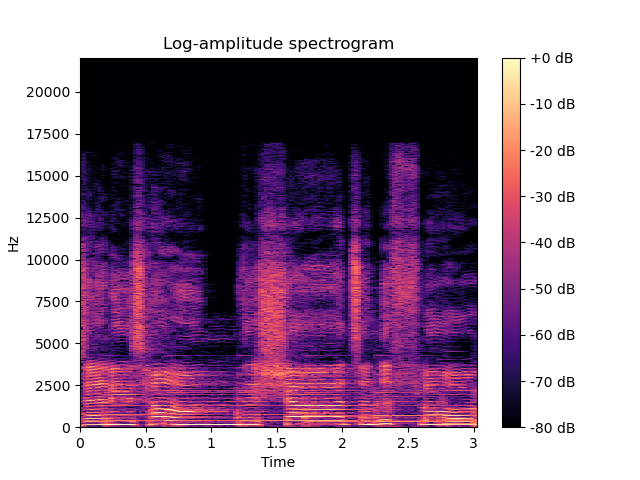 Log-amplitude spectrogram
+0 dB
20000
-10 dB
17500
-20 dB
15000
-30 dB
12500
-40 dB
Hz
10000
-50 dB
7500
-60 dB
5000
-70 dB
2500
0
-80 dB
0 0.5 1 1.5 2 2.5 3
Time